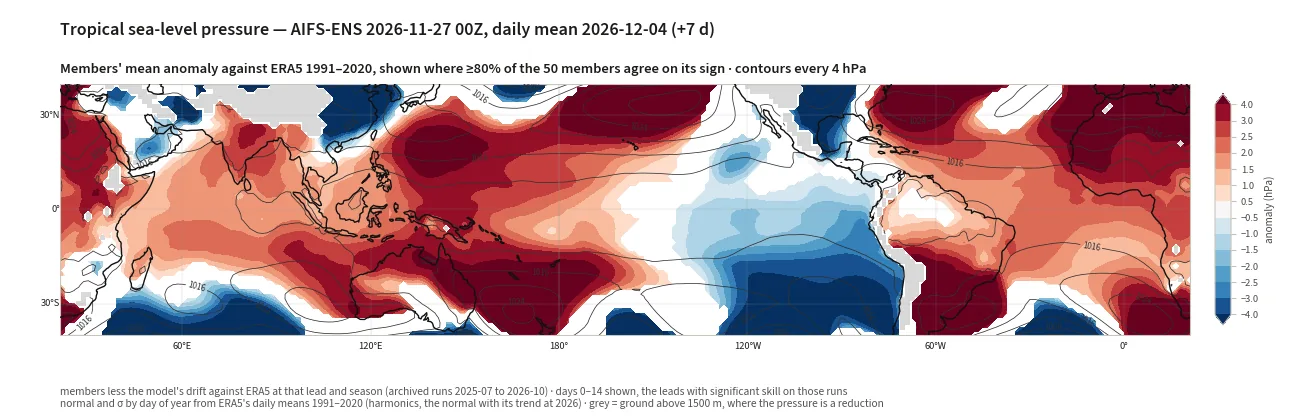 Tropical sea-level pressure — AIFS-ENS 2026-11-27 00Z, daily mean 2026-12-04 (+7 d)
Members' mean anomaly against ERA5 1991–2020, shown where ≥80% of the 50 members agree on its sign · contours every 4 hPa
30°N
0°
30°S
60°E
120°E
180°
120°W
60°W
0°
1016
1016
1016
1016
1016
1016
4.0
3.0
2.5
2.0
1.5
1.0
0.5
−0.5
−1.0
−1.5
−2.0
−2.5
−3.0
−4.0
anomaly (hPa)
members less the model's drift against ERA5 at that lead and season (archived runs 2025-07 to 2026-10) · days 0–14 shown, the leads with significant skill on those runs
normal and σ by day of year from ERA5's daily means 1991–2020 (harmonics, the normal with its trend at 2026) · grey = ground above 1500 m, where the pressure is a reduction